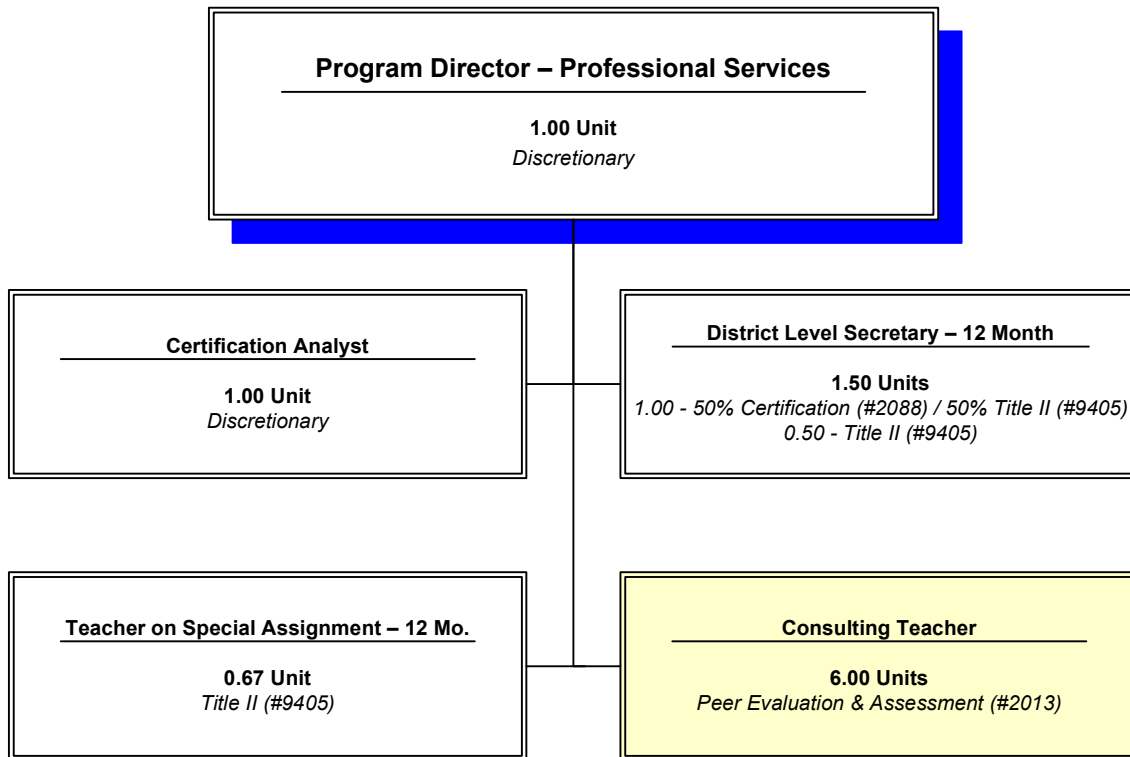 Program Director – Professional Services
1.00 Unit
Discretionary
Certification Analyst
1.00 Unit
Discretionary
District Level Secretary – 12 Month
1.50 Units
1.00 - 50% Certification (#2088) / 50% Title II (#9405)
0.50 - Title II (#9405)
Teacher on Special Assignment – 12 Mo.
0.67 Unit
Title II (#9405)
Consulting Teacher
6.00 Units
Peer Evaluation & Assessment (#2013)